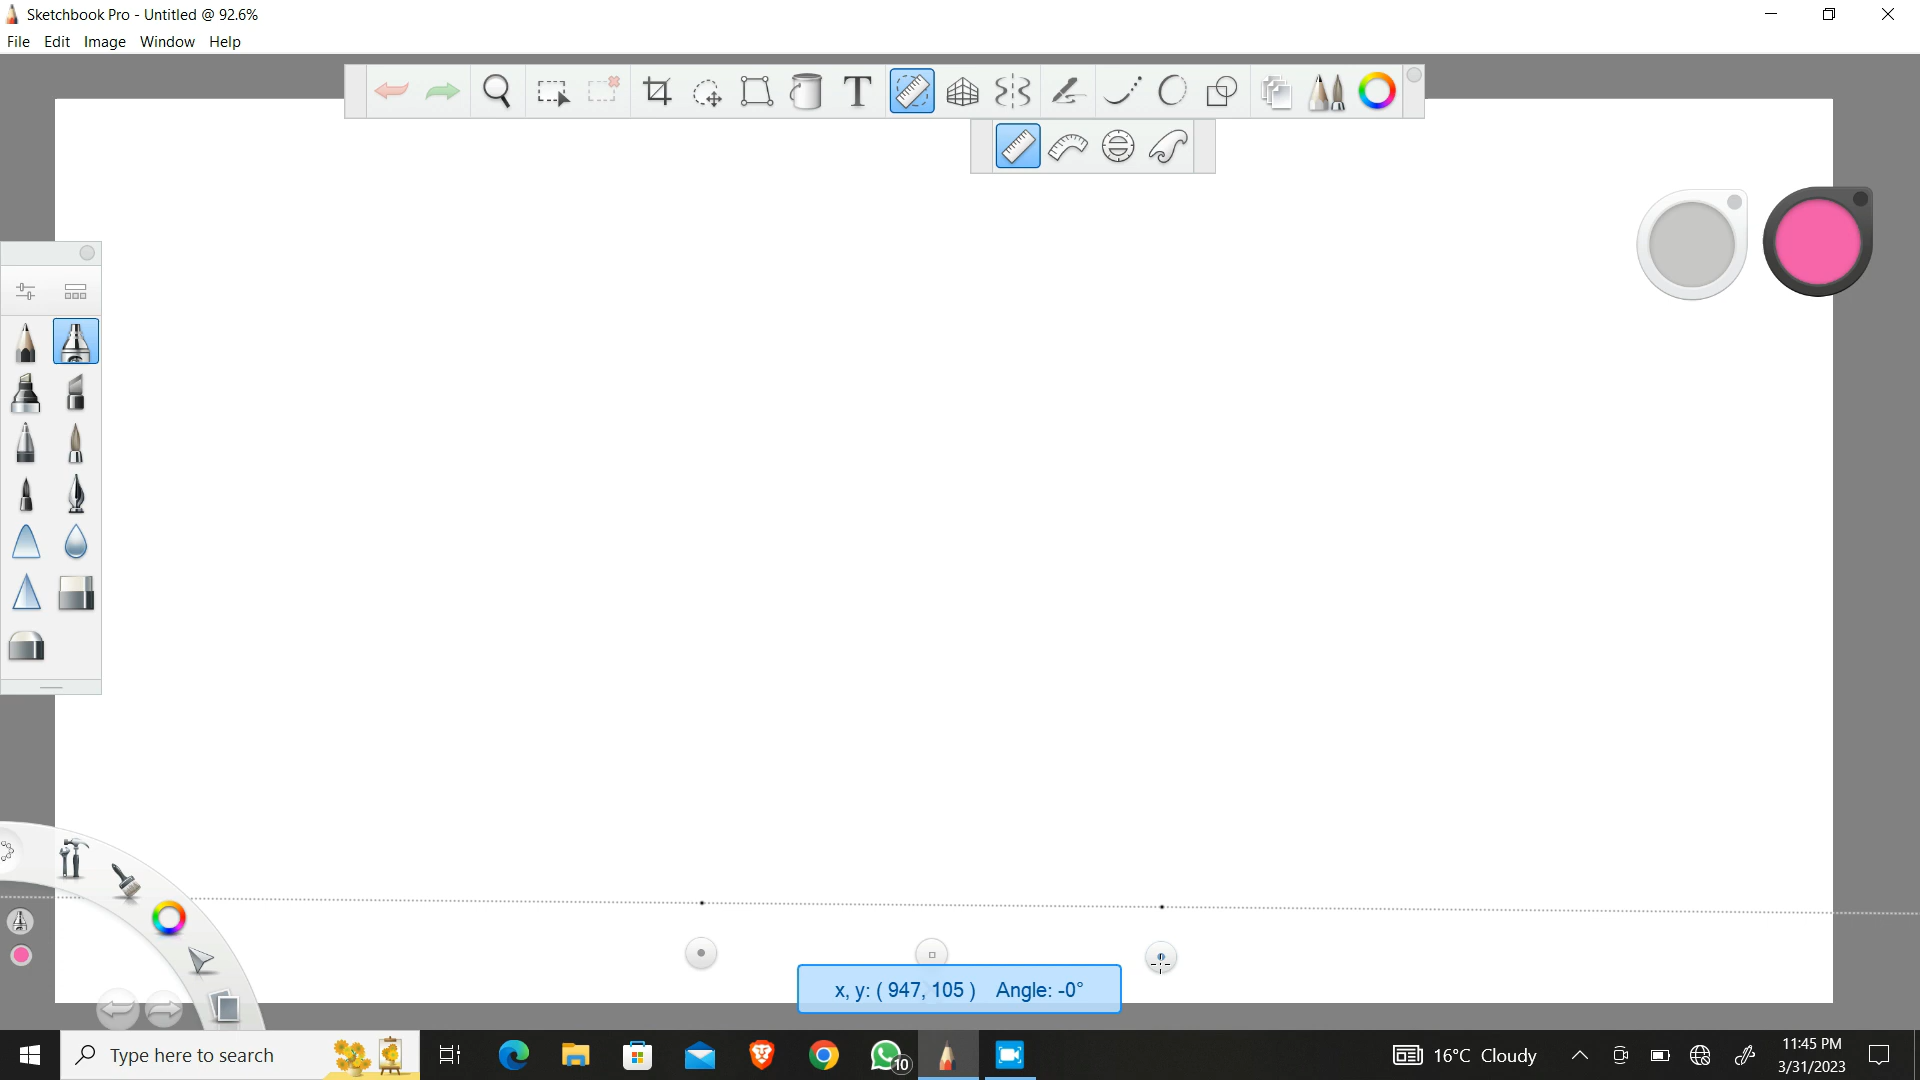 Sketchbook Pro - Untitled @ 92.6%
File Edit Image Window Help
T
x, y: ( 947, 105 ) Angle: -0°
Type here to search
10
16°C Cloudy
11:45 PM
3/31/2023